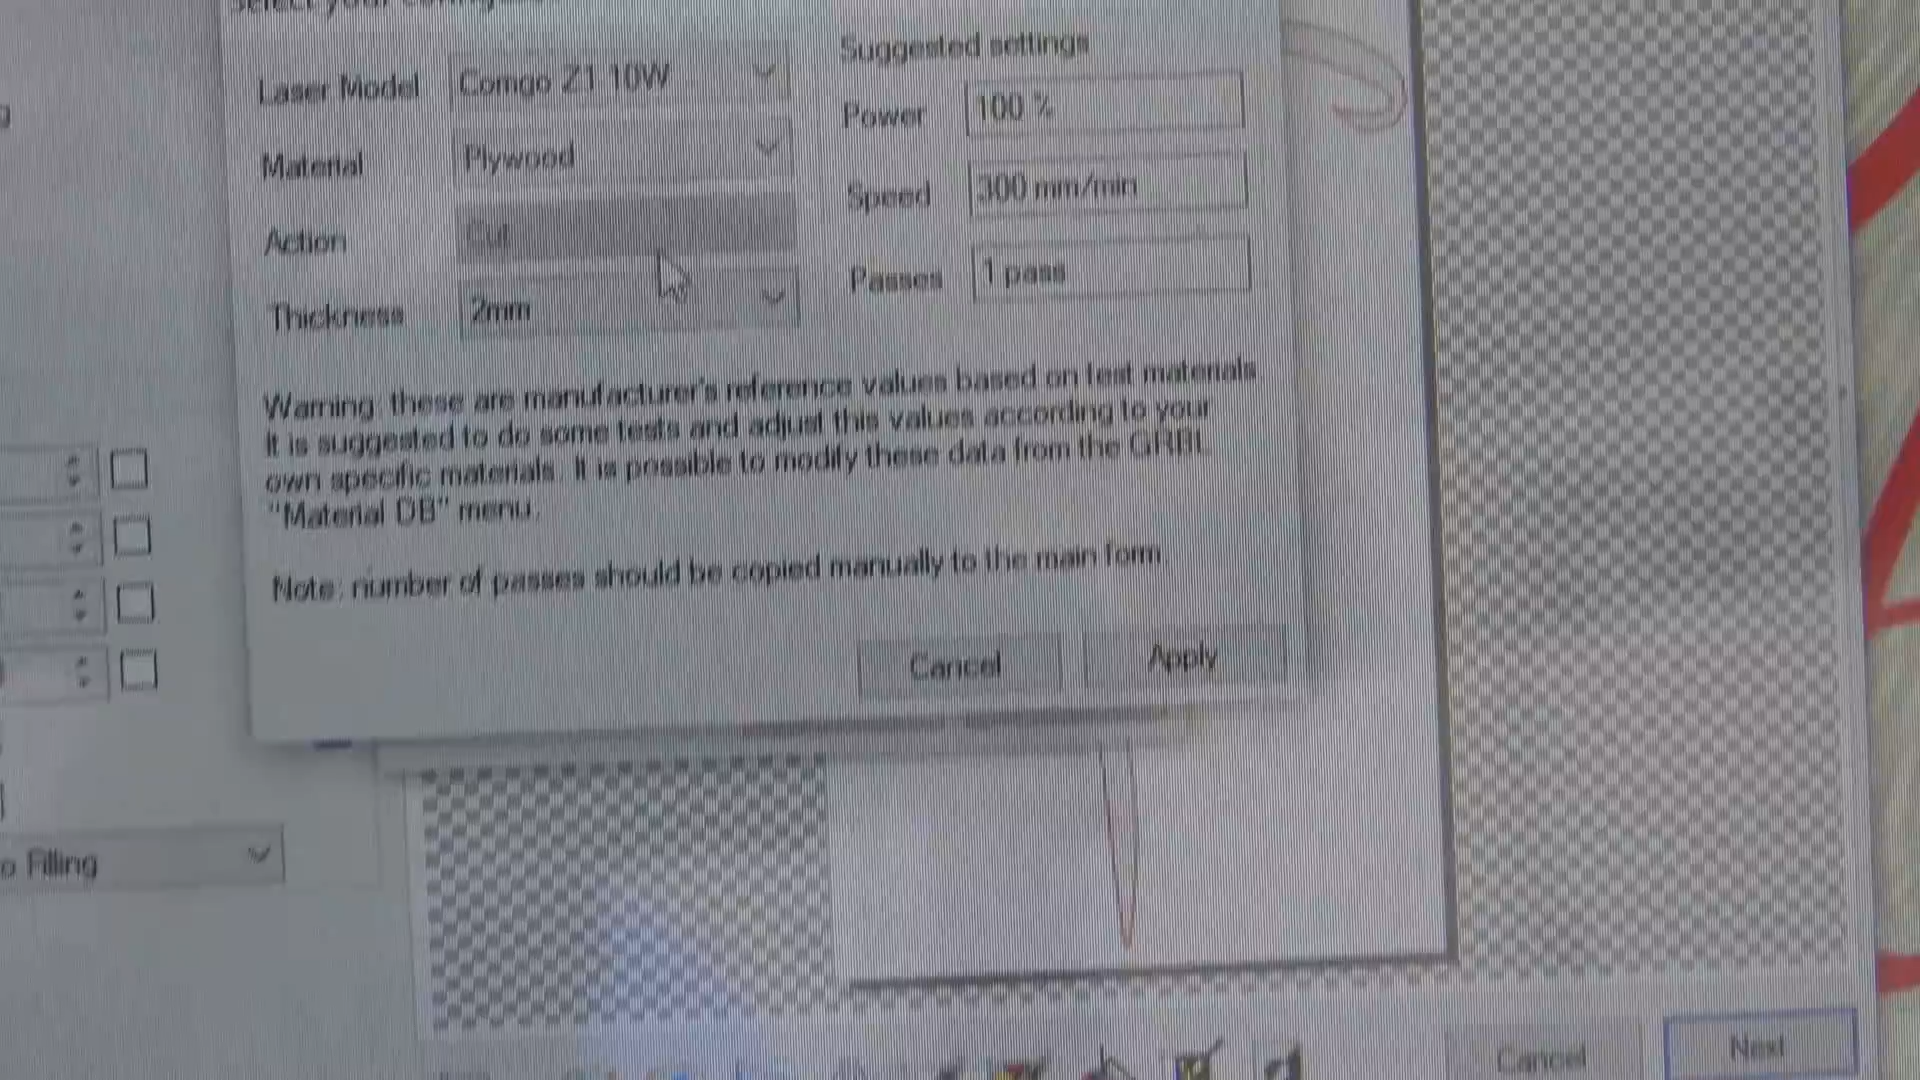 Laser Model Comgo Z1 10W
Material Plywood
Action Cut
Thickness 2mm
Suggested settings
Power 100 %
Speed 300 mm/min
Passes 1 pass
Warning: these are manufacturer's reference values based on test materials.
It is suggested to do some tests and adjust this values according to your
own specific materials. It is possible to modify these data from the GRBL
"Material DB" menu.
Note: number of passes should be copied manually to the main form.
Cancel Apply
Filling
Cancel Next